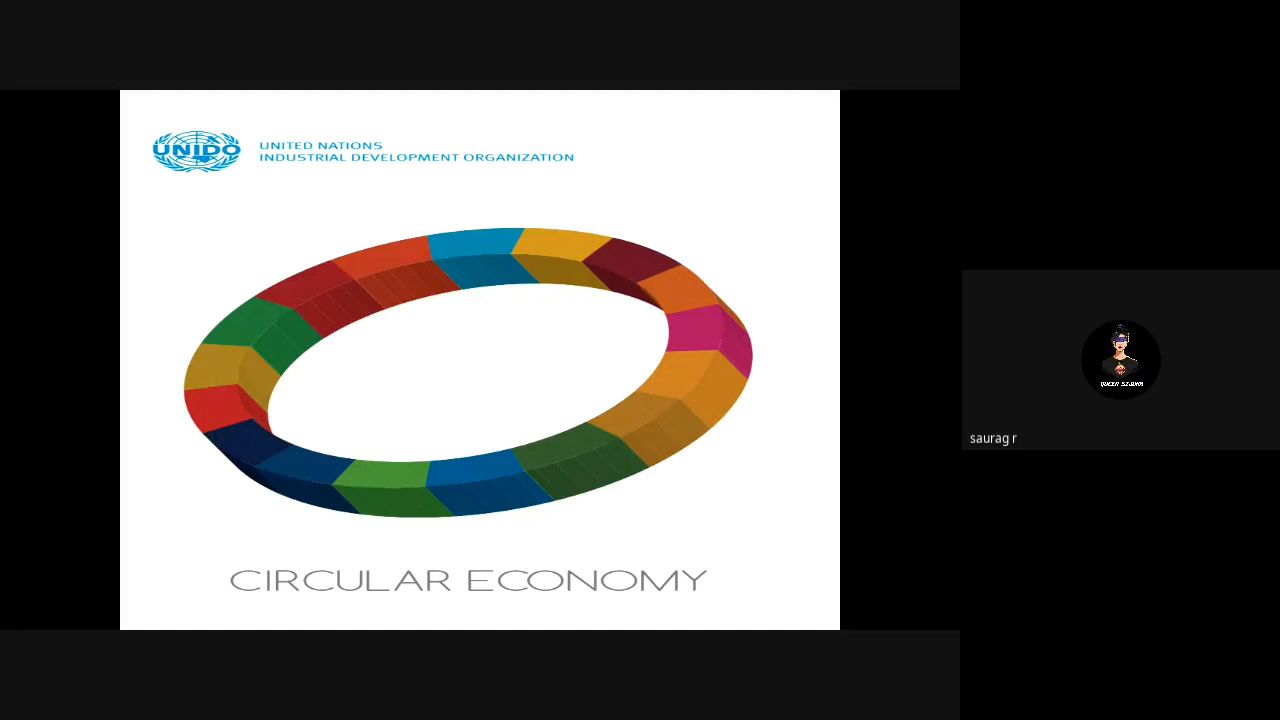 UNIDO
UNITED NATIONS
INDUSTRIAL DEVELOPMENT ORGANIZATION
CIRCULAR ECONOMY
saurag r